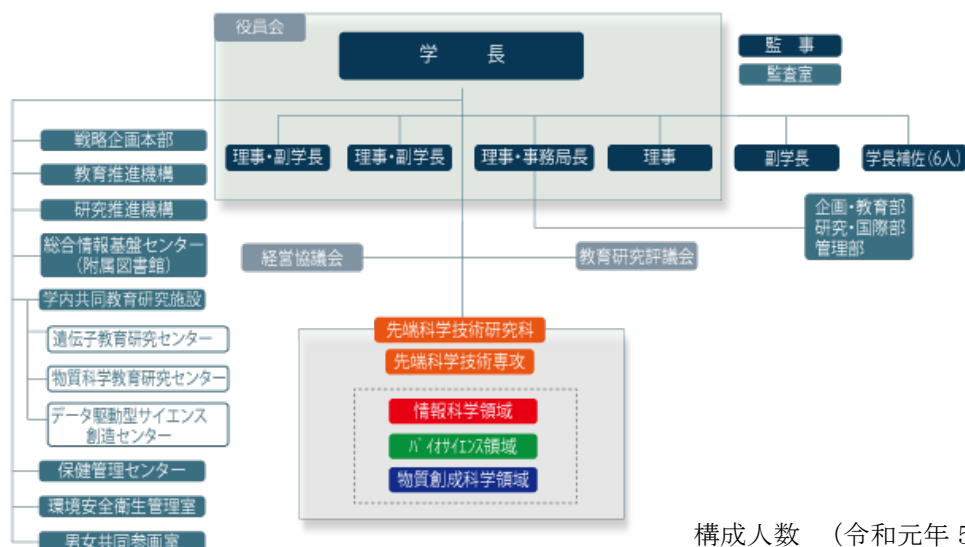 役員会
学　長
監　事
監査室
理事・副学長
理事・副学長
理事・事務局長
理事
副学長
学長補佐(6人)
企画・教育部
研究・国際部
管理部
戦略企画本部
教育推進機構
研究推進機構
総合情報基盤センター
(附属図書館)
学内共同教育研究施設
遺伝子教育研究センター
物質科学教育研究センター
データ駆動型サイエンス
創造センター
保健管理センター
環境安全衛生管理室
男女共同参画室
経営協議会
教育研究評議会
先端科学技術研究科
先端科学技術専攻
情報科学領域
バイオサイエンス領域
物質創成科学領域
構成人数　（令和元年5